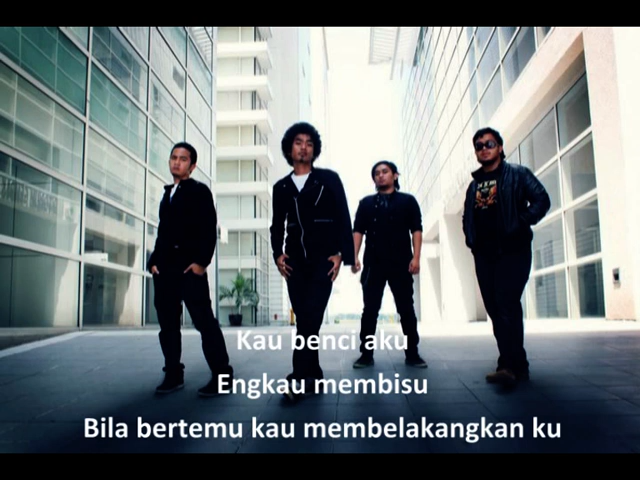 Kau benci aku
Engkau membisu
Bila bertemu kau membelakangkan ku